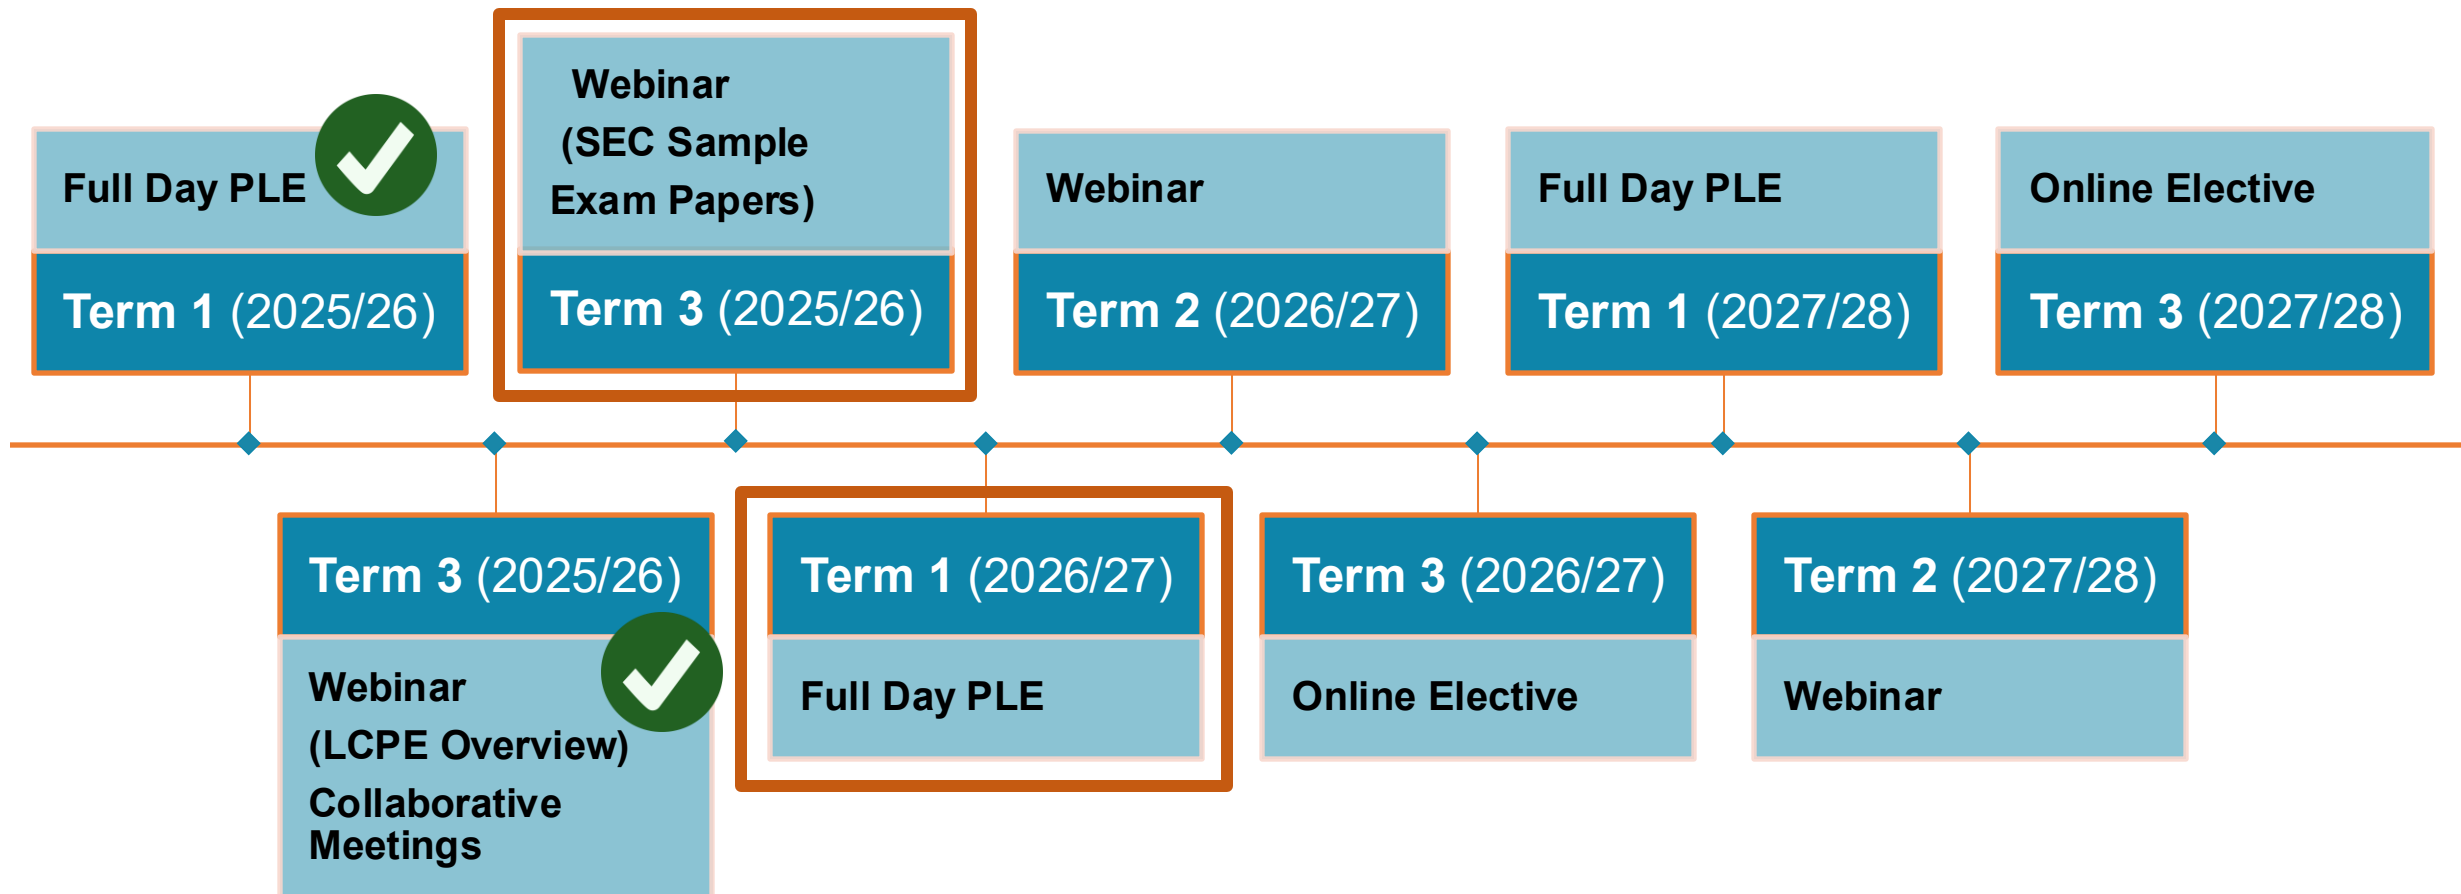 Full Day PLE
Term 1 (2025/26)
Webinar
(SEC Sample
Exam Papers)
Term 3 (2025/26)
Webinar
Term 2 (2026/27)
Full Day PLE
Term 1 (2027/28)
Online Elective
Term 3 (2027/28)
Term 3 (2025/26)
Webinar
(LCPE Overview)
Collaborative
Meetings
Term 1 (2026/27)
Full Day PLE
Term 3 (2026/27)
Online Elective
Term 2 (2027/28)
Webinar